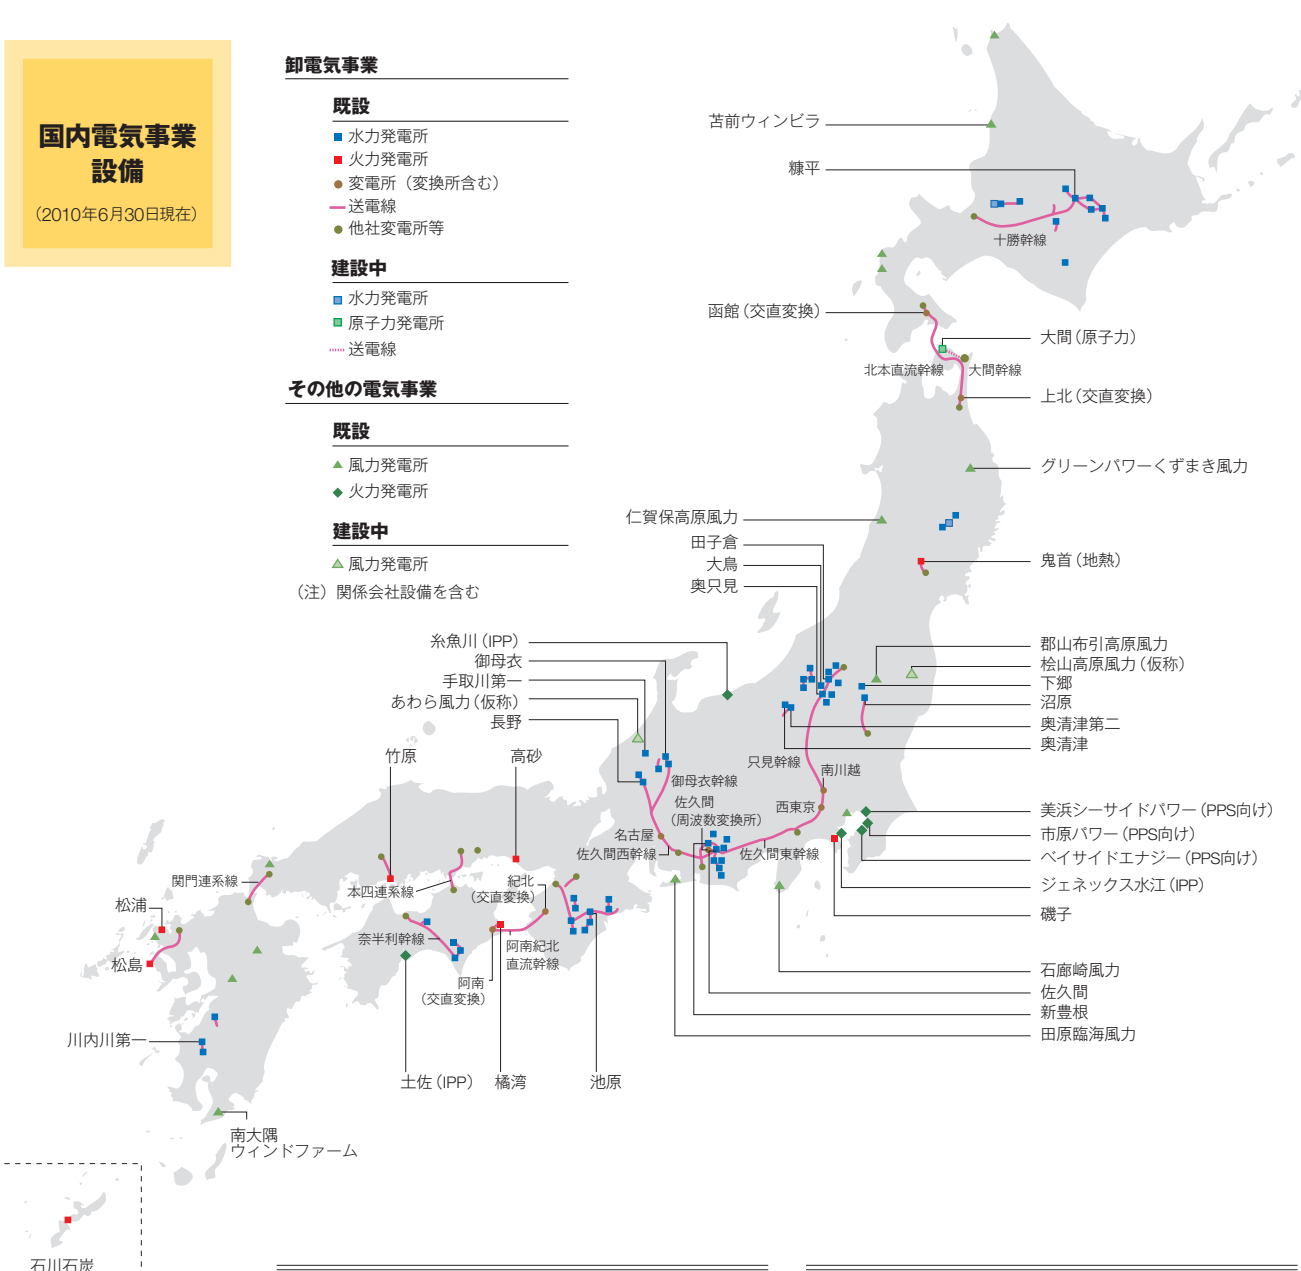 国内電気事業
設備
（2010年6月30日現在）
卸電気事業
既設
水力発電所
火力発電所
変電所（変換所含む）
送電線
他社変電所等
建設中
水力発電所
原子力発電所
送電線
その他の電気事業
既設
風力発電所
火力発電所
建設中
風力発電所
（注）関係会社設備を含む
苫前ウィンビラ
糠平
十勝幹線
函館（交直変換）
大間（原子力）
北本直流幹線
大間幹線
上北（交直変換）
グリーンパワーくずまき風力
仁賀保高原風力
田子倉
大鳥
奥只見
鬼首（地熱）
糸魚川（IPP）
御母衣
手取川第一
あわら風力（仮称）
長野
郡山布引高原風力
桧山高原風力（仮称）
下郷
沼原
奥清津第二
奥清津
竹原
高砂
只見幹線
南川越
御母衣幹線
佐久間
（周波数変換所）
西東京
名古屋
佐久間西幹線
佐久間東幹線
美浜シーサイドパワー（PPS向け）
市原パワー（PPS向け）
ベイサイドエナジー（PPS向け）
ジェネックス水江（IPP）
磯子
関門連系線
本四連系線
紀北
（交直変換）
松浦
松島
奈半利幹線
阿南紀北
直流幹線
阿南
（交直変換）
石廊崎風力
佐久間
新豊根
田原臨海風力
川内川第一
土佐（IPP）
橘湾
池原
南大隅
ウィンドファーム
石川石炭